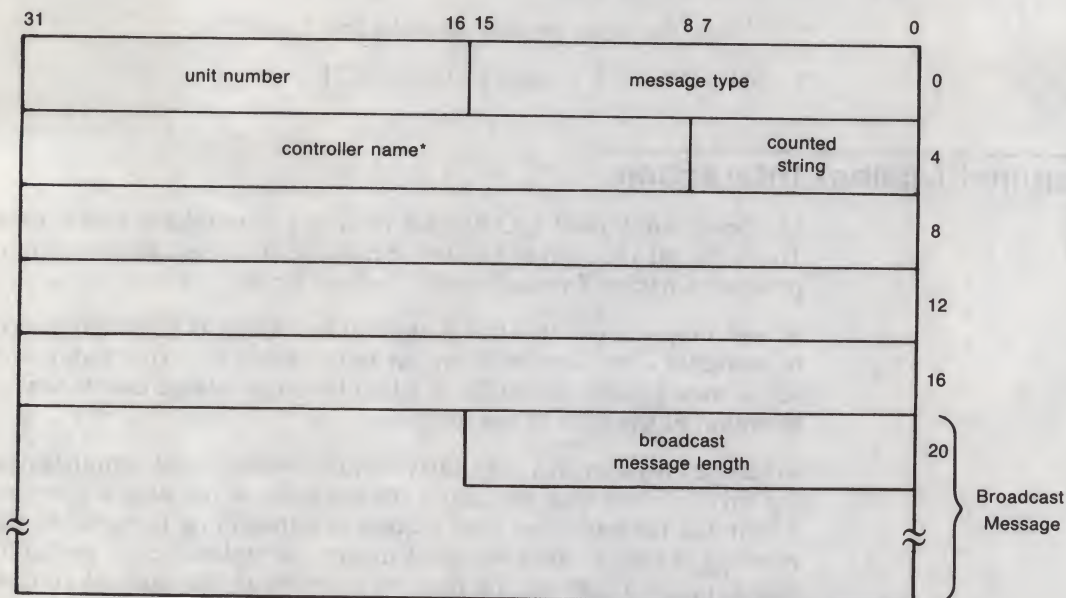 31 16 15 8 7 0
unit number message type 0
controller name* counted
string 4
8
12
16
broadcast
message length 20
Broadcast
Message